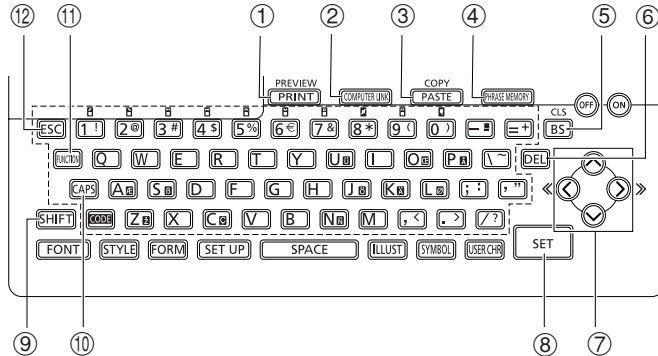 ⑫ ⑪ ① ② ③ ④ ⑤ ⑥
PREVIEW COPY
PRINT COMPUTER LINK PASTE PHRASE MEMORY OFF ON
CLS
ESC 1 ! 2 @ 3 # 4 $ 5 % 6 € 7 & 8 * 9 ( 0 ) – = + BS
FUNCTION Q W E R T Y U I O P \ ~ DEL
CAPS A S D F G H J K L ; : ’ ”
SHIFT CODE Z X C V B N M , < . > / ?
FONT STYLE FORM SET UP SPACE ILLUST SYMBOL USER CHR SET
⑨ ⑩ ⑧ ⑦